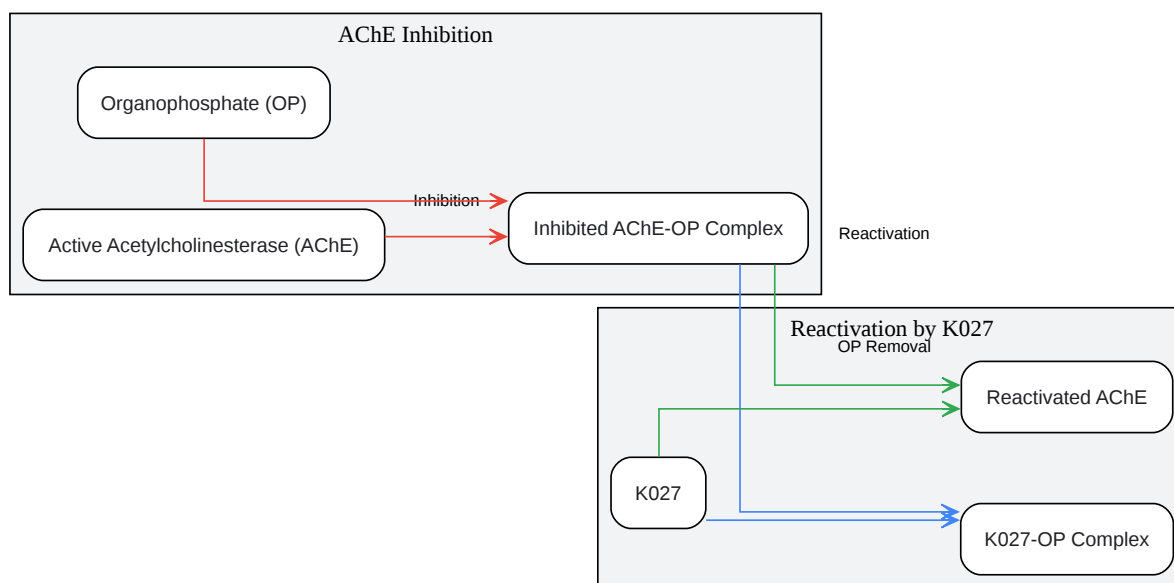 AChE Inhibition
Organophosphate (OP)
Inhibition
Active Acetylcholinesterase (AChE)
Inhibited AChE-OP Complex
Reactivation
Reactivation by K027
OP Removal
Reactivated AChE
K027
K027-OP Complex